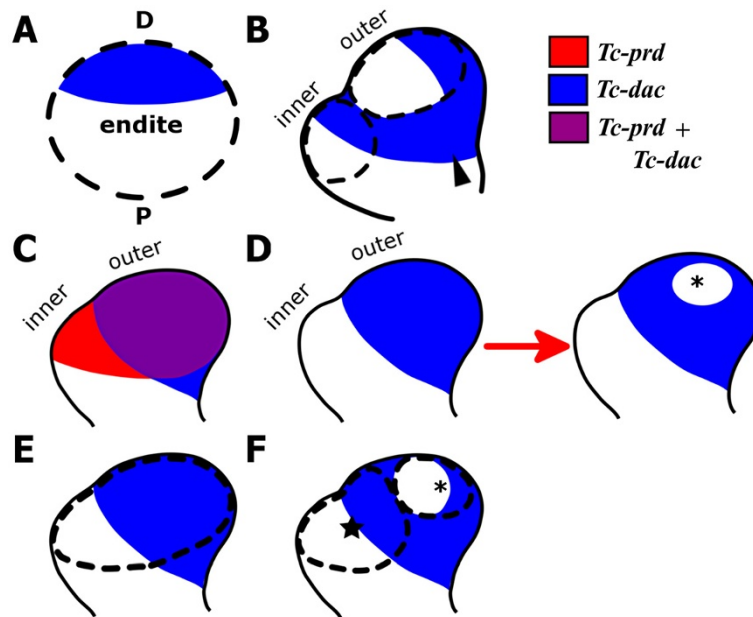 A
D
endite
P
B
outer
inner
Tc-prd
Tc-dac
Tc-prd +
Tc-dac
C
outer
inner
D
outer
inner
*
E
F
*